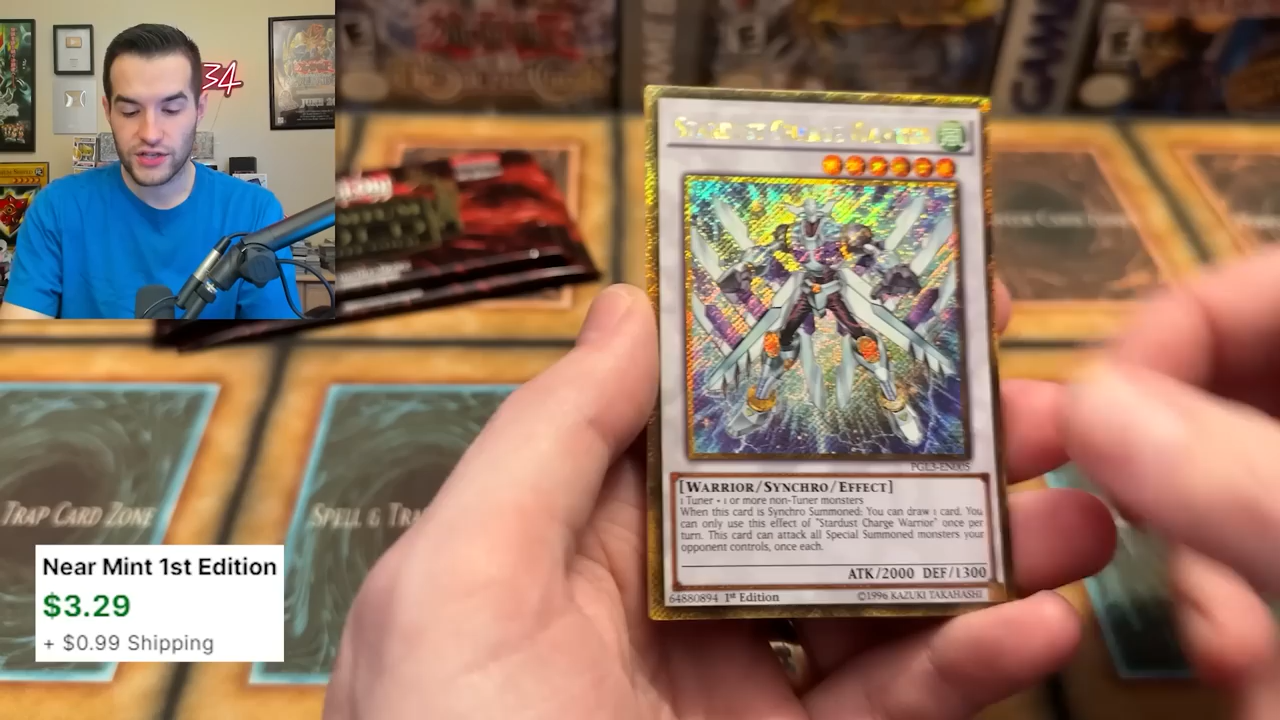 34
GAME
STARDUST CHARGE WARRIOR
PGL3-EN005
[WARRIOR/SYNCHRO/EFFECT]
1 Tuner + 1 or more non-Tuner monsters
When this card is Synchro Summoned: You can draw 1 card. You
can only use this effect of "Stardust Charge Warrior" once per
turn. This card can attack all Special Summoned monsters your
opponent controls, once each.
ATK/2000 DEF/1300
64880894 1st Edition
©1996 KAZUKI TAKAHASHI
TRAP CARD ZONE
SPELL & TRA
Near Mint 1st Edition
$3.29
+ $0.99 Shipping